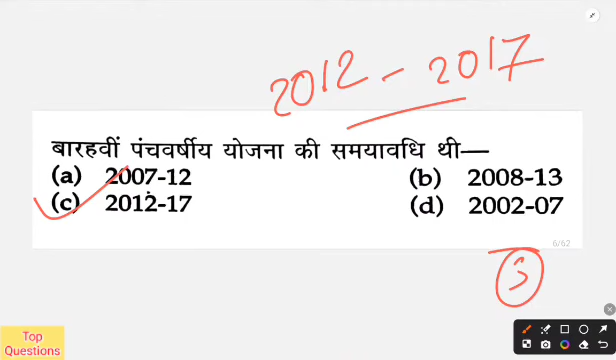 2012 - 2017
बारहवीं पंचवर्षीय योजना की समयावधि थी—
(a) 2007-12
(b) 2008-13
(c) 2012-17
(d) 2002-07
6/62
Top
Questions